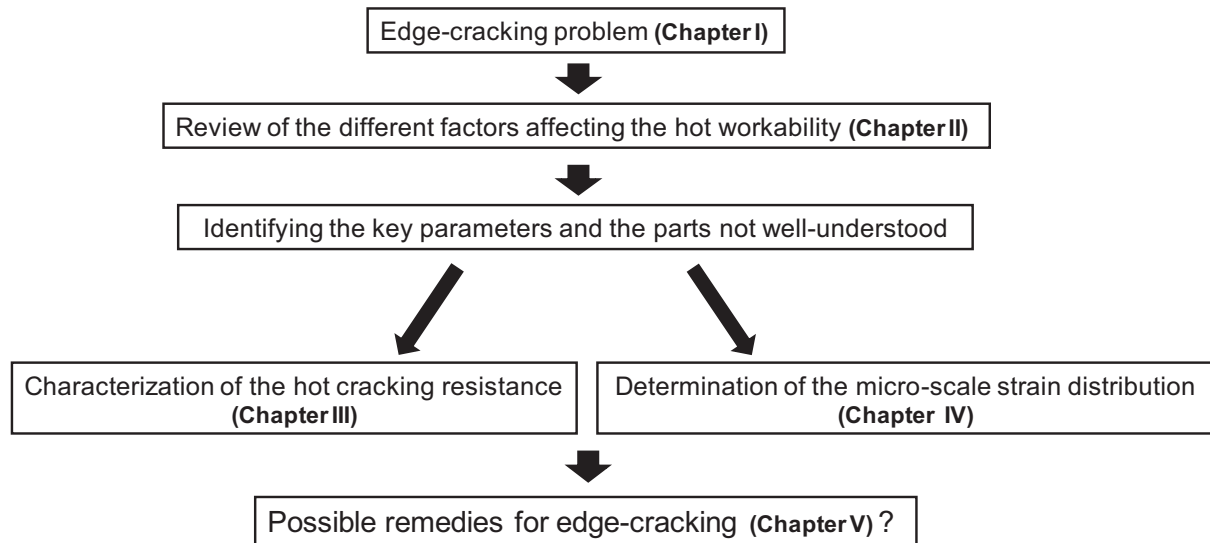 Edge-cracking problem (Chapter I)
Review of the different factors affecting the hot workability (Chapter II)
Identifying the key parameters and the parts not well-understood
Characterization of the hot cracking resistance
(Chapter III)
Determination of the micro-scale strain distribution
(Chapter IV)
Possible remedies for edge-cracking (Chapter V) ?